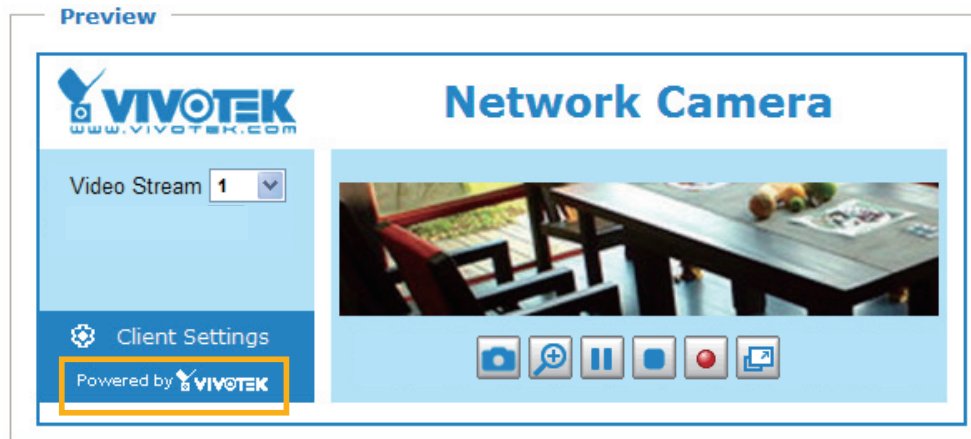 Preview
VIVOTEK
www.vivotek.com
Network Camera
Video Stream 1
Client Settings
Powered by VIVOTEK